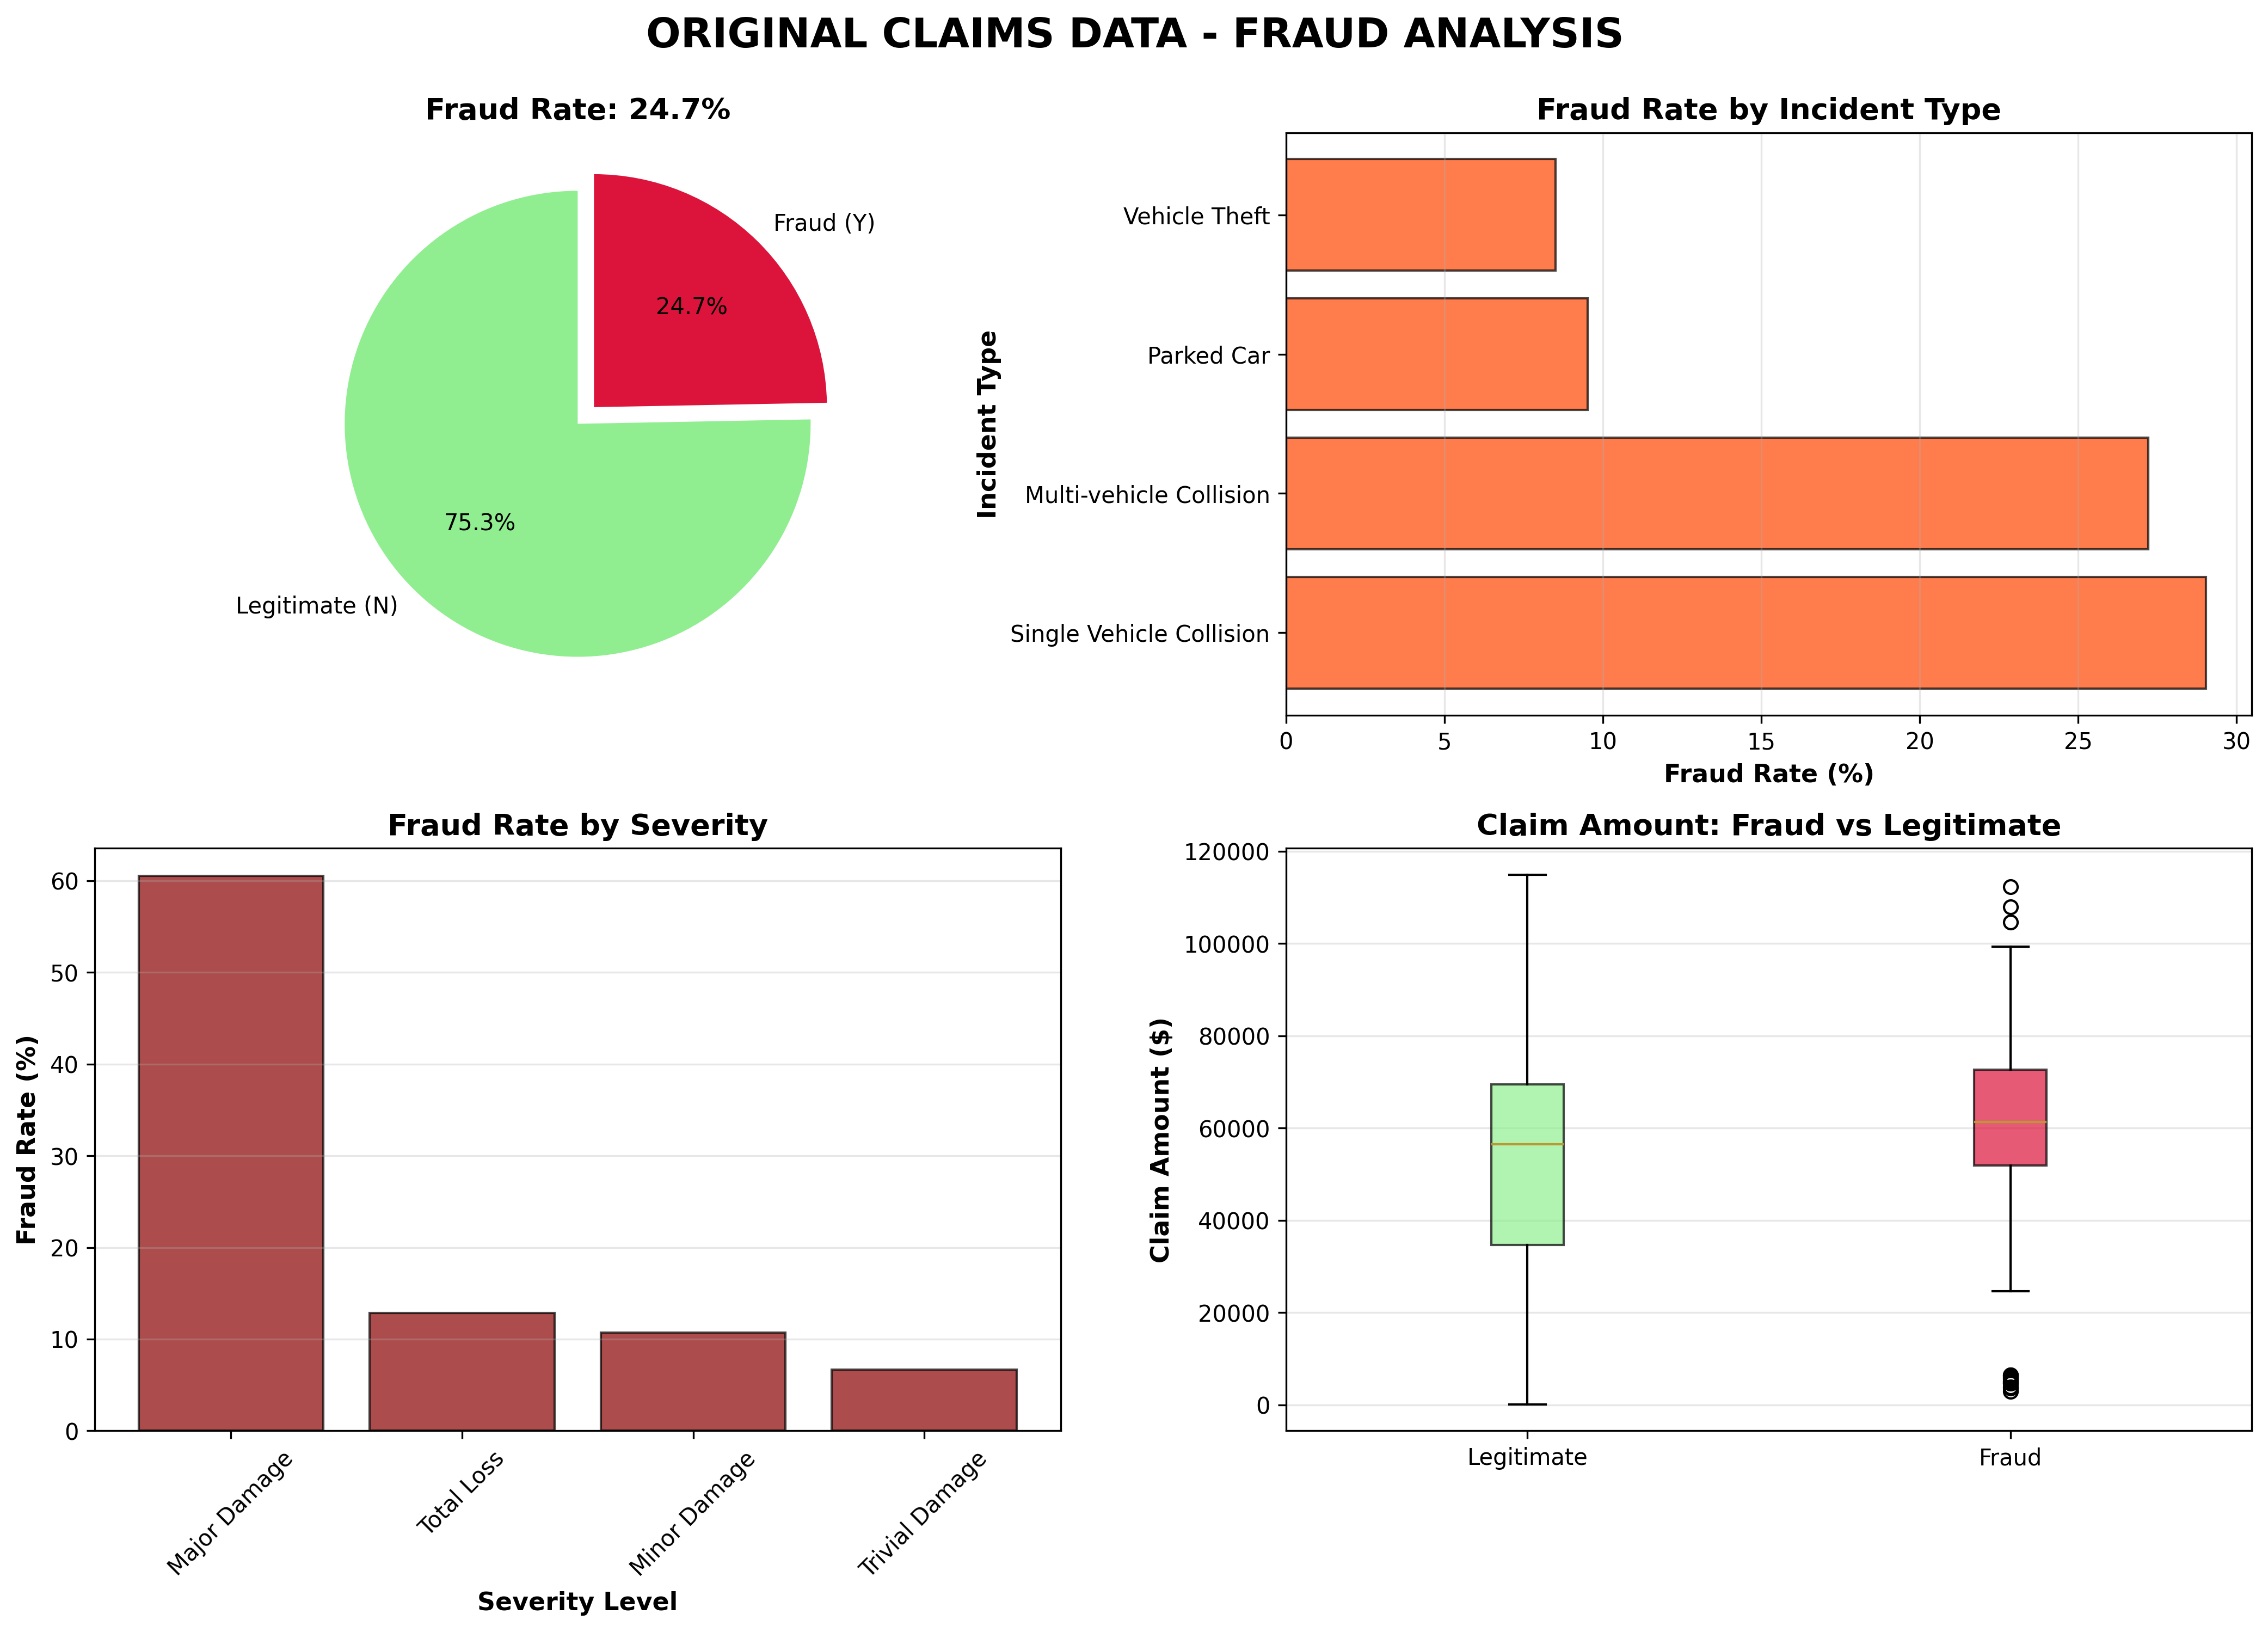 ORIGINAL CLAIMS DATA - FRAUD ANALYSIS
Fraud Rate: 24.7%
Fraud (Y)
24.7%
75.3%
Legitimate (N)
Fraud Rate by Incident Type
Incident Type
Vehicle Theft
Parked Car
Multi-vehicle Collision
Single Vehicle Collision
0 5 10 15 20 25 30
Fraud Rate (%)
Fraud Rate by Severity
Fraud Rate (%)
60
50
40
30
20
10
0
Major Damage
Total Loss
Minor Damage
Trivial Damage
Severity Level
Claim Amount: Fraud vs Legitimate
Claim Amount ($)
120000
100000
80000
60000
40000
20000
0
Legitimate
Fraud